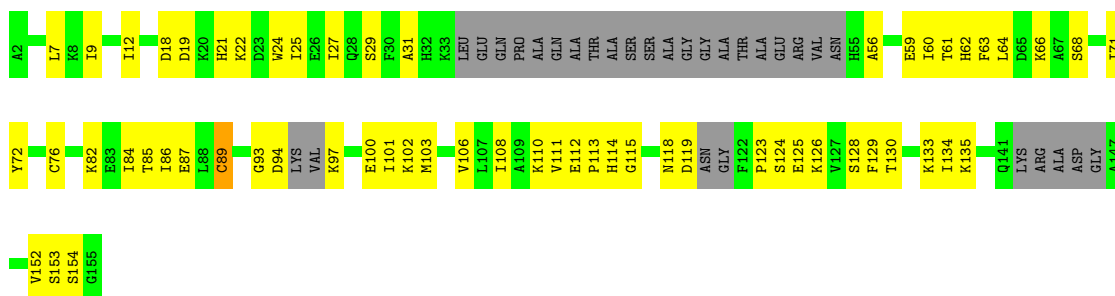 A2 L7 K8 I9 I12 D18 D19 K20 H21 K22 D23 W24 I25 E26 I27 Q28 S29 F30 A31 H32 K33 LEU GLU GLN PRO ALA GLN ALA THR ALA SER SER ALA GLY GLY ALA THR ALA GLU ARG VAL ASN H55 A56 E59 I60 T61 H62 F63 L64 D65 K66 A67 S68
Y72 C76 K82 E83 I84 T85 I86 E87 L88 C89 G93 D94 LYS VAL K97 E100 I101 K102 M103 V106 L107 I108 A109 K110 V111 E112 P113 H114 G115 N118 D119 ASN GLY F122 P123 S124 E125 K126 V127 S128 F129 T130 K133 I134 K135 Q141 LYS ARG ALA ASP GLY
V152 S153 S154 G155